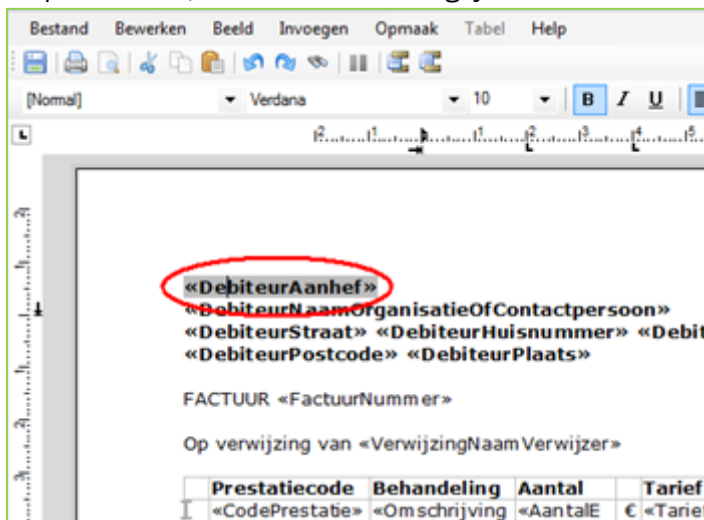 Bestand Bewerken Beeld Invoegen Opmaak Tabel Help
[Normal] Verdana 10 B I U
«DebiteurAanhef»
«DebiteurNaamOrganisatieOfContactpersoon»
«DebiteurStraat» «DebiteurHuisnummer» «Debit
«DebiteurPostcode» «DebiteurPlaats»
FACTUUR «FactuurNummer»
Op verwijzing van «VerwijzingNaamVerwijzer»
Prestatiecode Behandeling Aantal Tarief
«CodePrestatie» «Omschrijving «AantalE € «Tarief